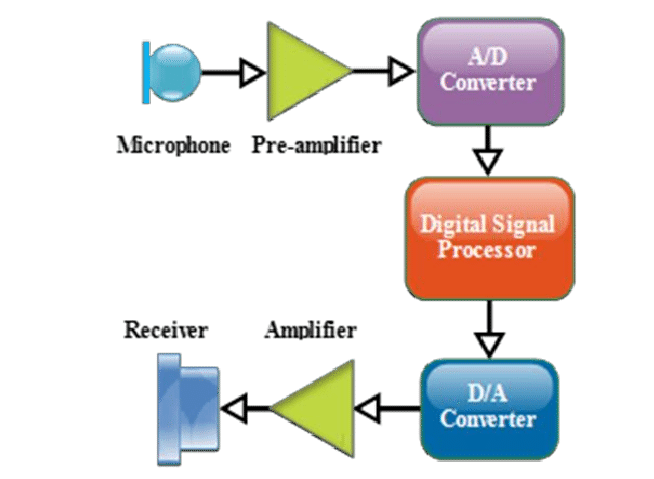 A/D
Converter
Microphone
Pre-amplifier
Digital Signal
Processor
Receiver
Amplifier
D/A
Converter